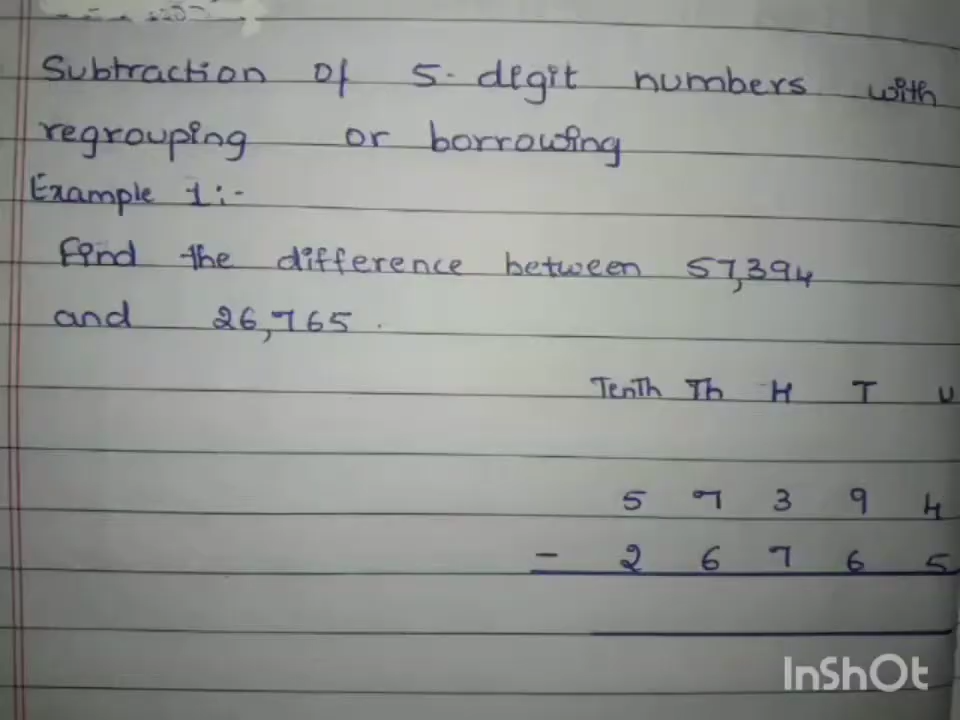 Subtraction of 5-digit numbers with
regrouping or borrowing
Example 1:-
Find the difference between 57,394
and 26,765.
TenTh Th H T U
5 7 3 9 4
- 2 6 7 6 5
InShOt